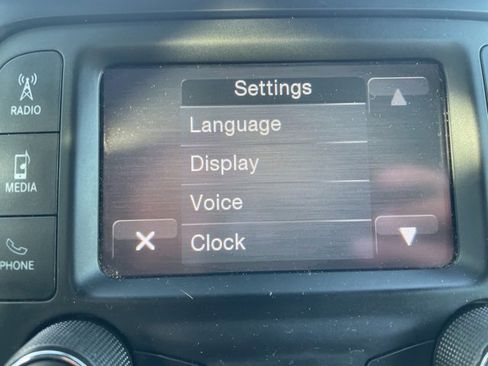 Settings
Language
Display
Voice
Clock
RADIO
MEDIA
PHONE